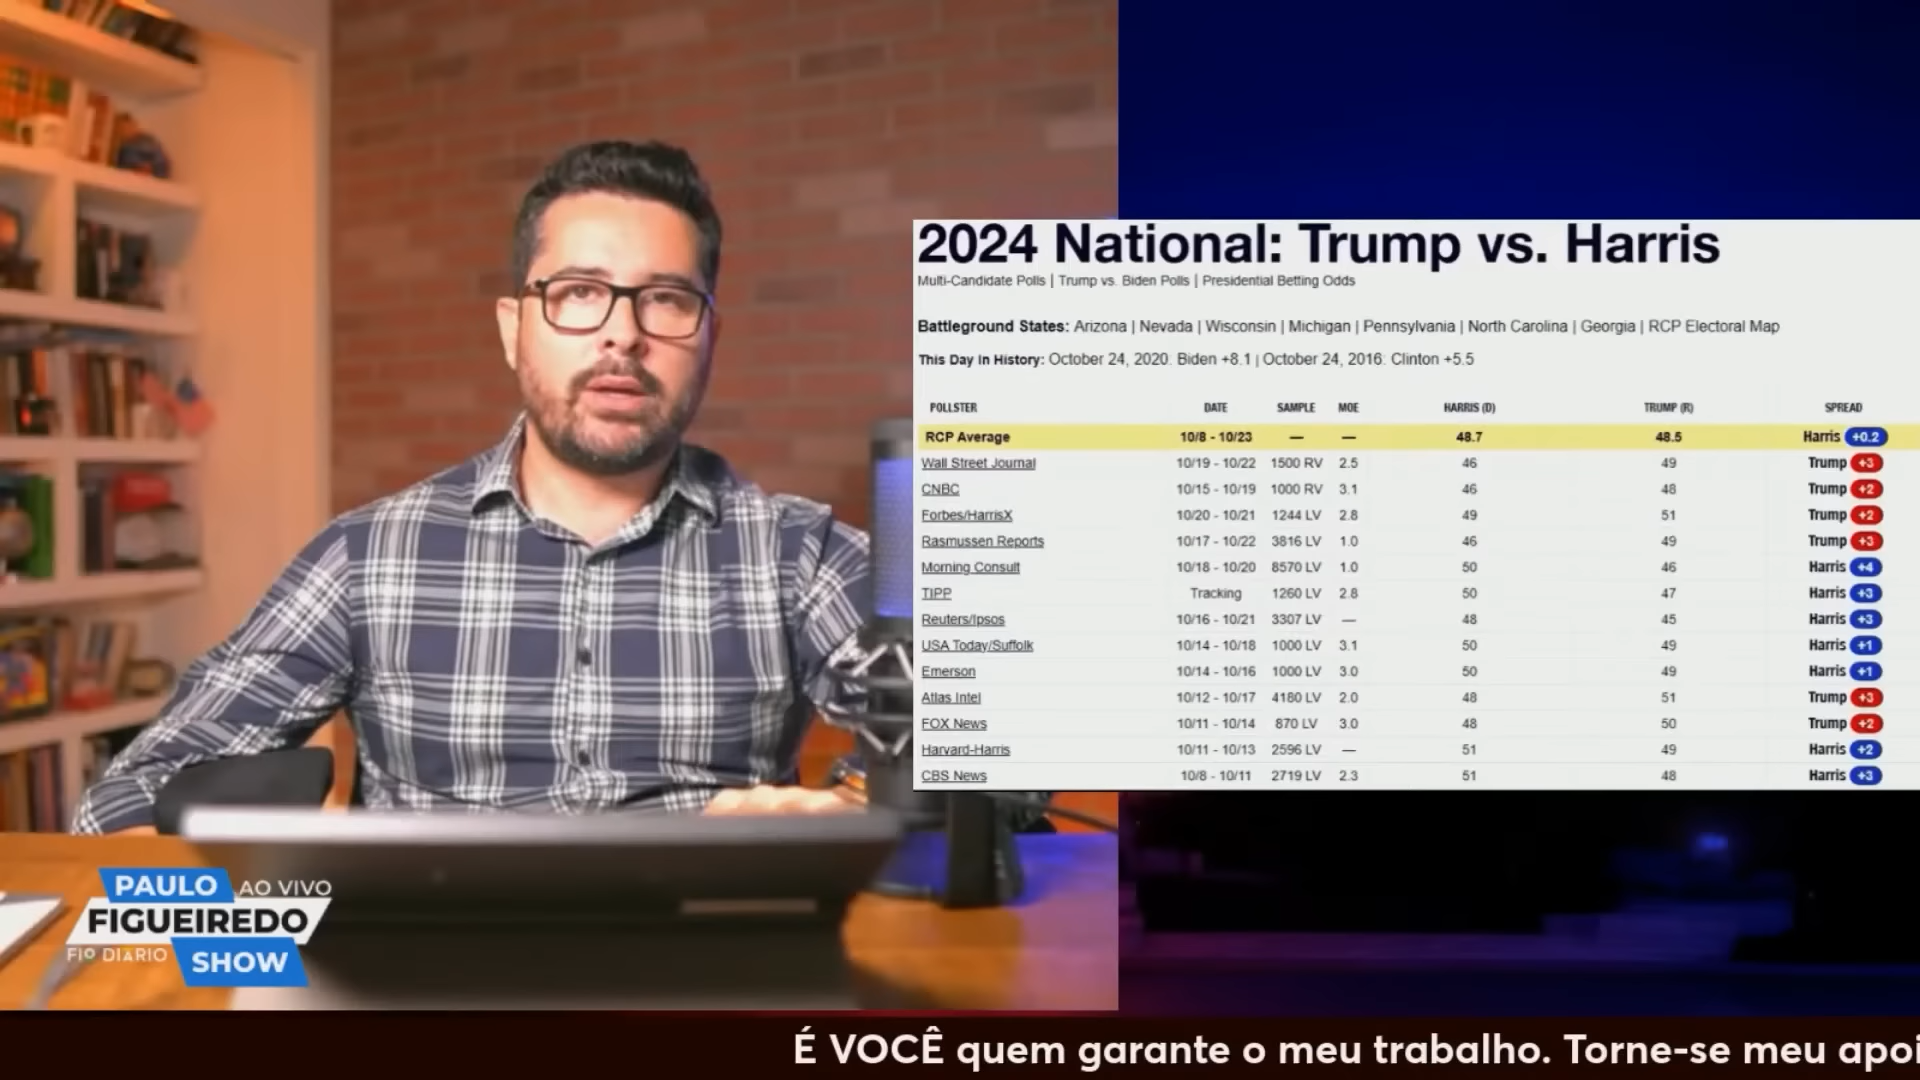 2024 National: Trump vs. Harris
Multi-Candidate Polls | Trump vs. Biden Polls | Presidential Betting Odds
Battleground States: Arizona | Nevada | Wisconsin | Michigan | Pennsylvania | North Carolina | Georgia | RCP Electoral Map
This Day In History: October 24, 2020: Biden +8.1 | October 24, 2016: Clinton +5.5
POLLSTER DATE SAMPLE MOE HARRIS (D) TRUMP (R) SPREAD
RCP Average 10/8 - 10/23 — — 48.7 48.5 Harris +0.2
Wall Street Journal 10/19 - 10/22 1500 RV 2.5 46 49 Trump +3
CNBC 10/15 - 10/19 1000 RV 3.1 46 48 Trump +2
Forbes/HarrisX 10/20 - 10/21 1244 LV 2.8 49 51 Trump +2
Rasmussen Reports 10/17 - 10/22 3816 LV 1.0 46 49 Trump +3
Morning Consult 10/18 - 10/20 8570 LV 1.0 50 46 Harris +4
TIPP Tracking 1260 LV 2.8 50 47 Harris +3
Reuters/Ipsos 10/16 - 10/21 3307 LV — 48 45 Harris +3
USA Today/Suffolk 10/14 - 10/18 1000 LV 3.1 50 49 Harris +1
Emerson 10/14 - 10/16 1000 LV 3.0 50 49 Harris +1
Atlas Intel 10/12 - 10/17 4180 LV 2.0 48 51 Trump +3
FOX News 10/11 - 10/14 870 LV 3.0 48 50 Trump +2
Harvard-Harris 10/11 - 10/13 2596 LV — 51 49 Harris +2
CBS News 10/8 - 10/11 2719 LV 2.3 51 48 Harris +3
PAULO AO VIVO
FIGUEIREDO
FIO DIÁRIO SHOW
É VOCÊ quem garante o meu trabalho. Torne-se meu apoi